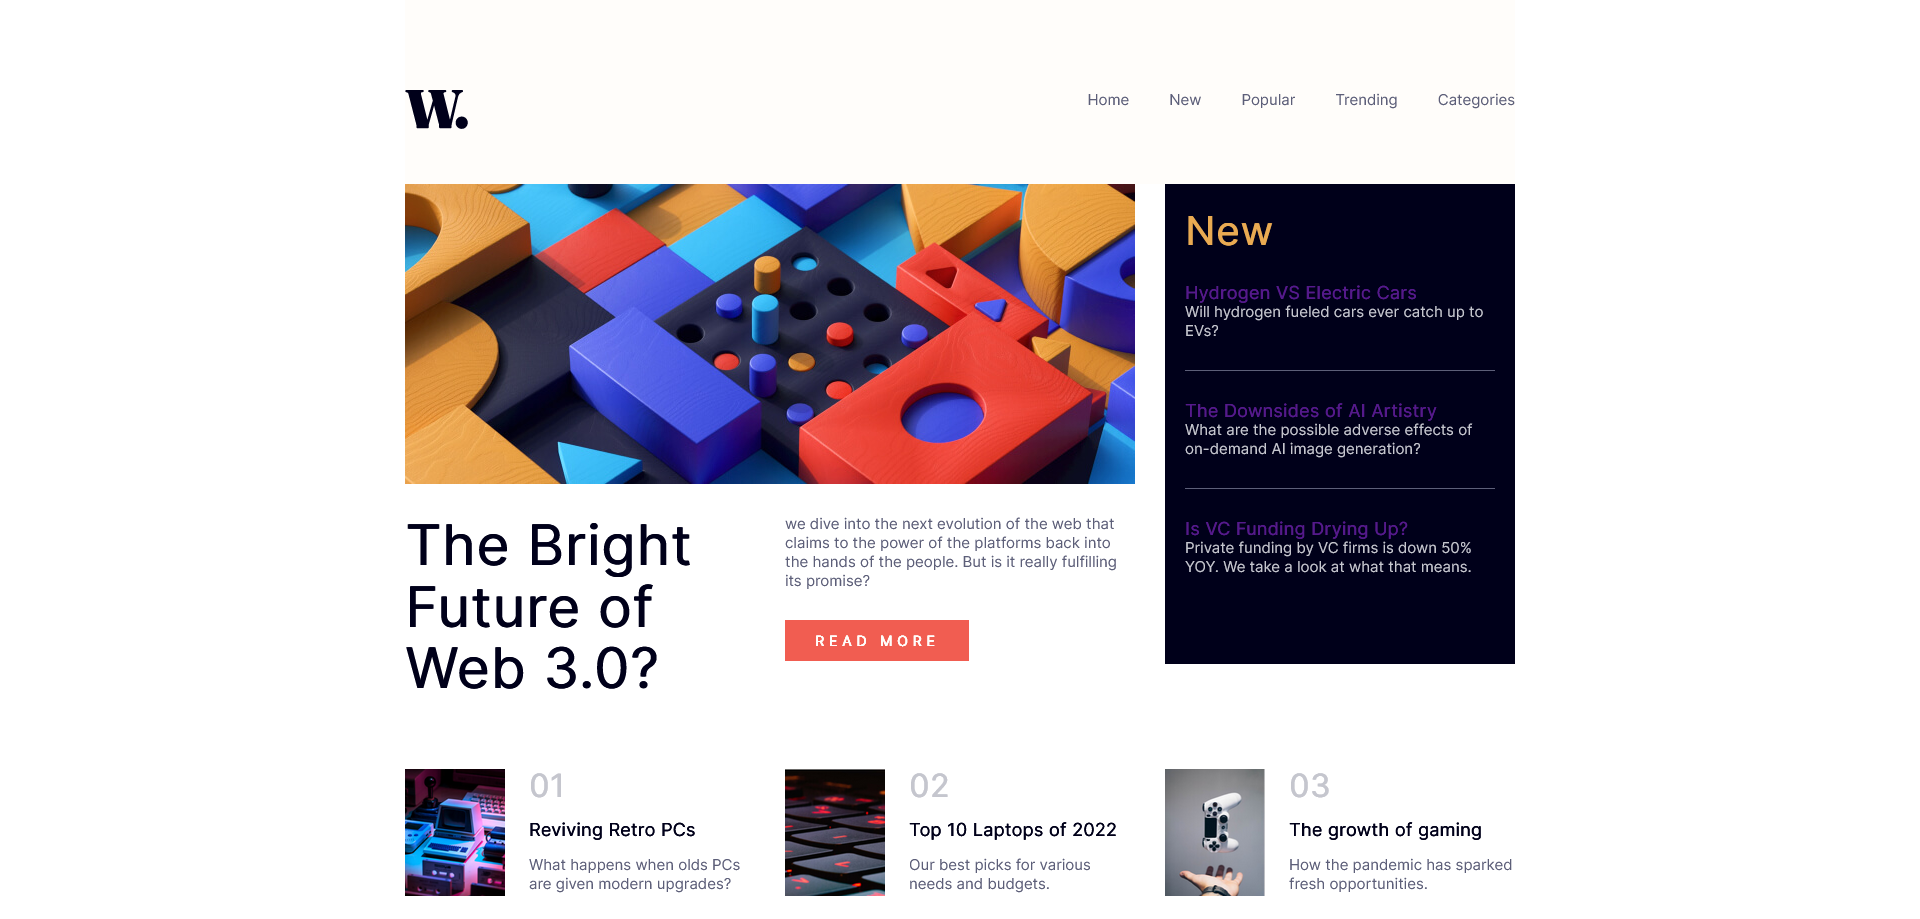 W.
Home
New
Popular
Trending
Categories
New
Hydrogen VS Electric Cars
Will hydrogen fueled cars ever catch up to
EVs?
The Downsides of AI Artistry
What are the possible adverse effects of
on-demand AI image generation?
Is VC Funding Drying Up?
Private funding by VC firms is down 50%
YOY. We take a look at what that means.
The Bright
Future of
Web 3.0?
we dive into the next evolution of the web that
claims to the power of the platforms back into
the hands of the people. But is it really fulfilling
its promise?
READ MORE
01
Reviving Retro PCs
What happens when olds PCs
are given modern upgrades?
02
Top 10 Laptops of 2022
Our best picks for various
needs and budgets.
03
The growth of gaming
How the pandemic has sparked
fresh opportunities.